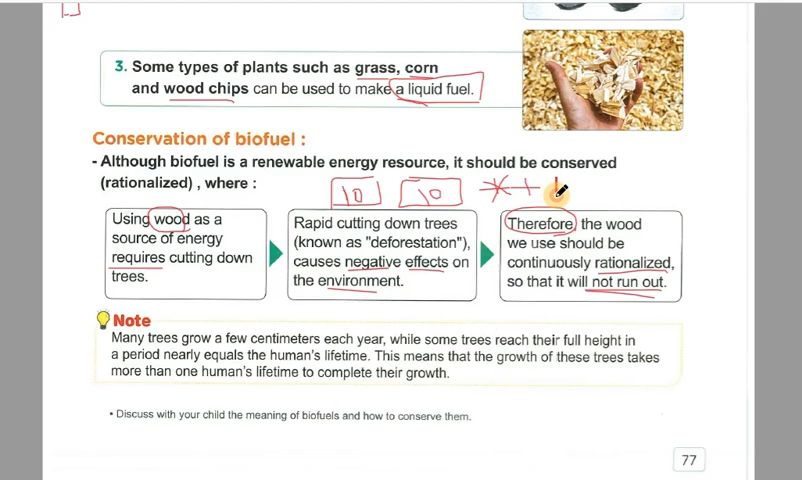 3. Some types of plants such as grass, corn
and wood chips can be used to make a liquid fuel.
Conservation of biofuel :
- Although biofuel is a renewable energy resource, it should be conserved
(rationalized) , where :
10 10
Using wood as a
source of energy
requires cutting down
trees.
Rapid cutting down trees
(known as "deforestation"),
causes negative effects on
the environment.
Therefore, the wood
we use should be
continuously rationalized,
so that it will not run out.
Note
Many trees grow a few centimeters each year, while some trees reach their full height in
a period nearly equals the human's lifetime. This means that the growth of these trees takes
more than one human's lifetime to complete their growth.
• Discuss with your child the meaning of biofuels and how to conserve them.
77